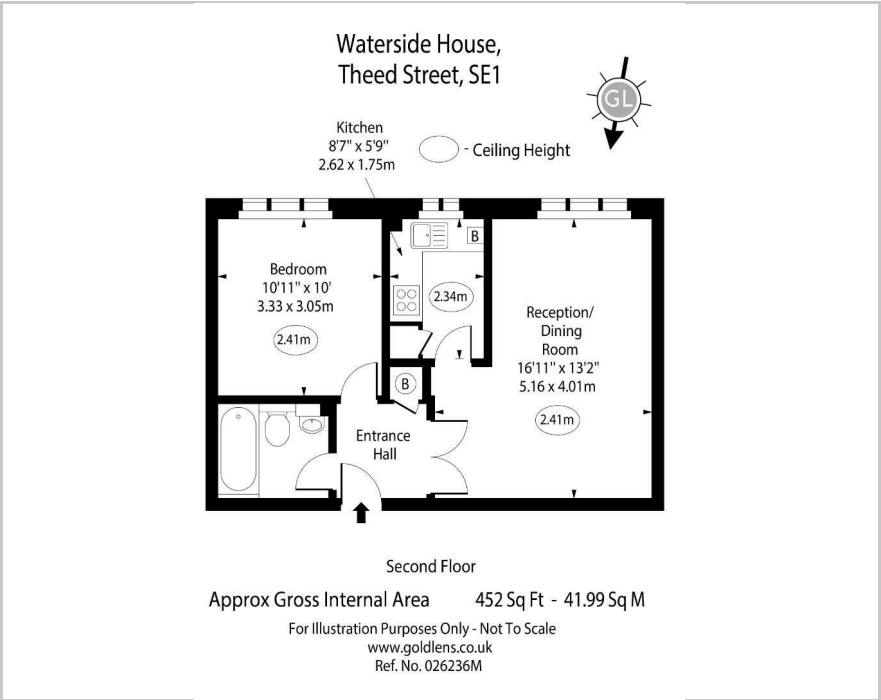 Waterside House,
Theed Street, SE1
GL
Kitchen
8'7" x 5'9"
2.62 x 1.75m
- Ceiling Height
B
Bedroom
10'11" x 10'
3.33 x 3.05m
2.41m
2.34m
Reception/
Dining
Room
16'11" x 13'2"
5.16 x 4.01m
2.41m
B
Entrance
Hall
Second Floor
Approx Gross Internal Area 452 Sq Ft - 41.99 Sq M
For Illustration Purposes Only - Not To Scale
www.goldlens.co.uk
Ref. No. 026236M